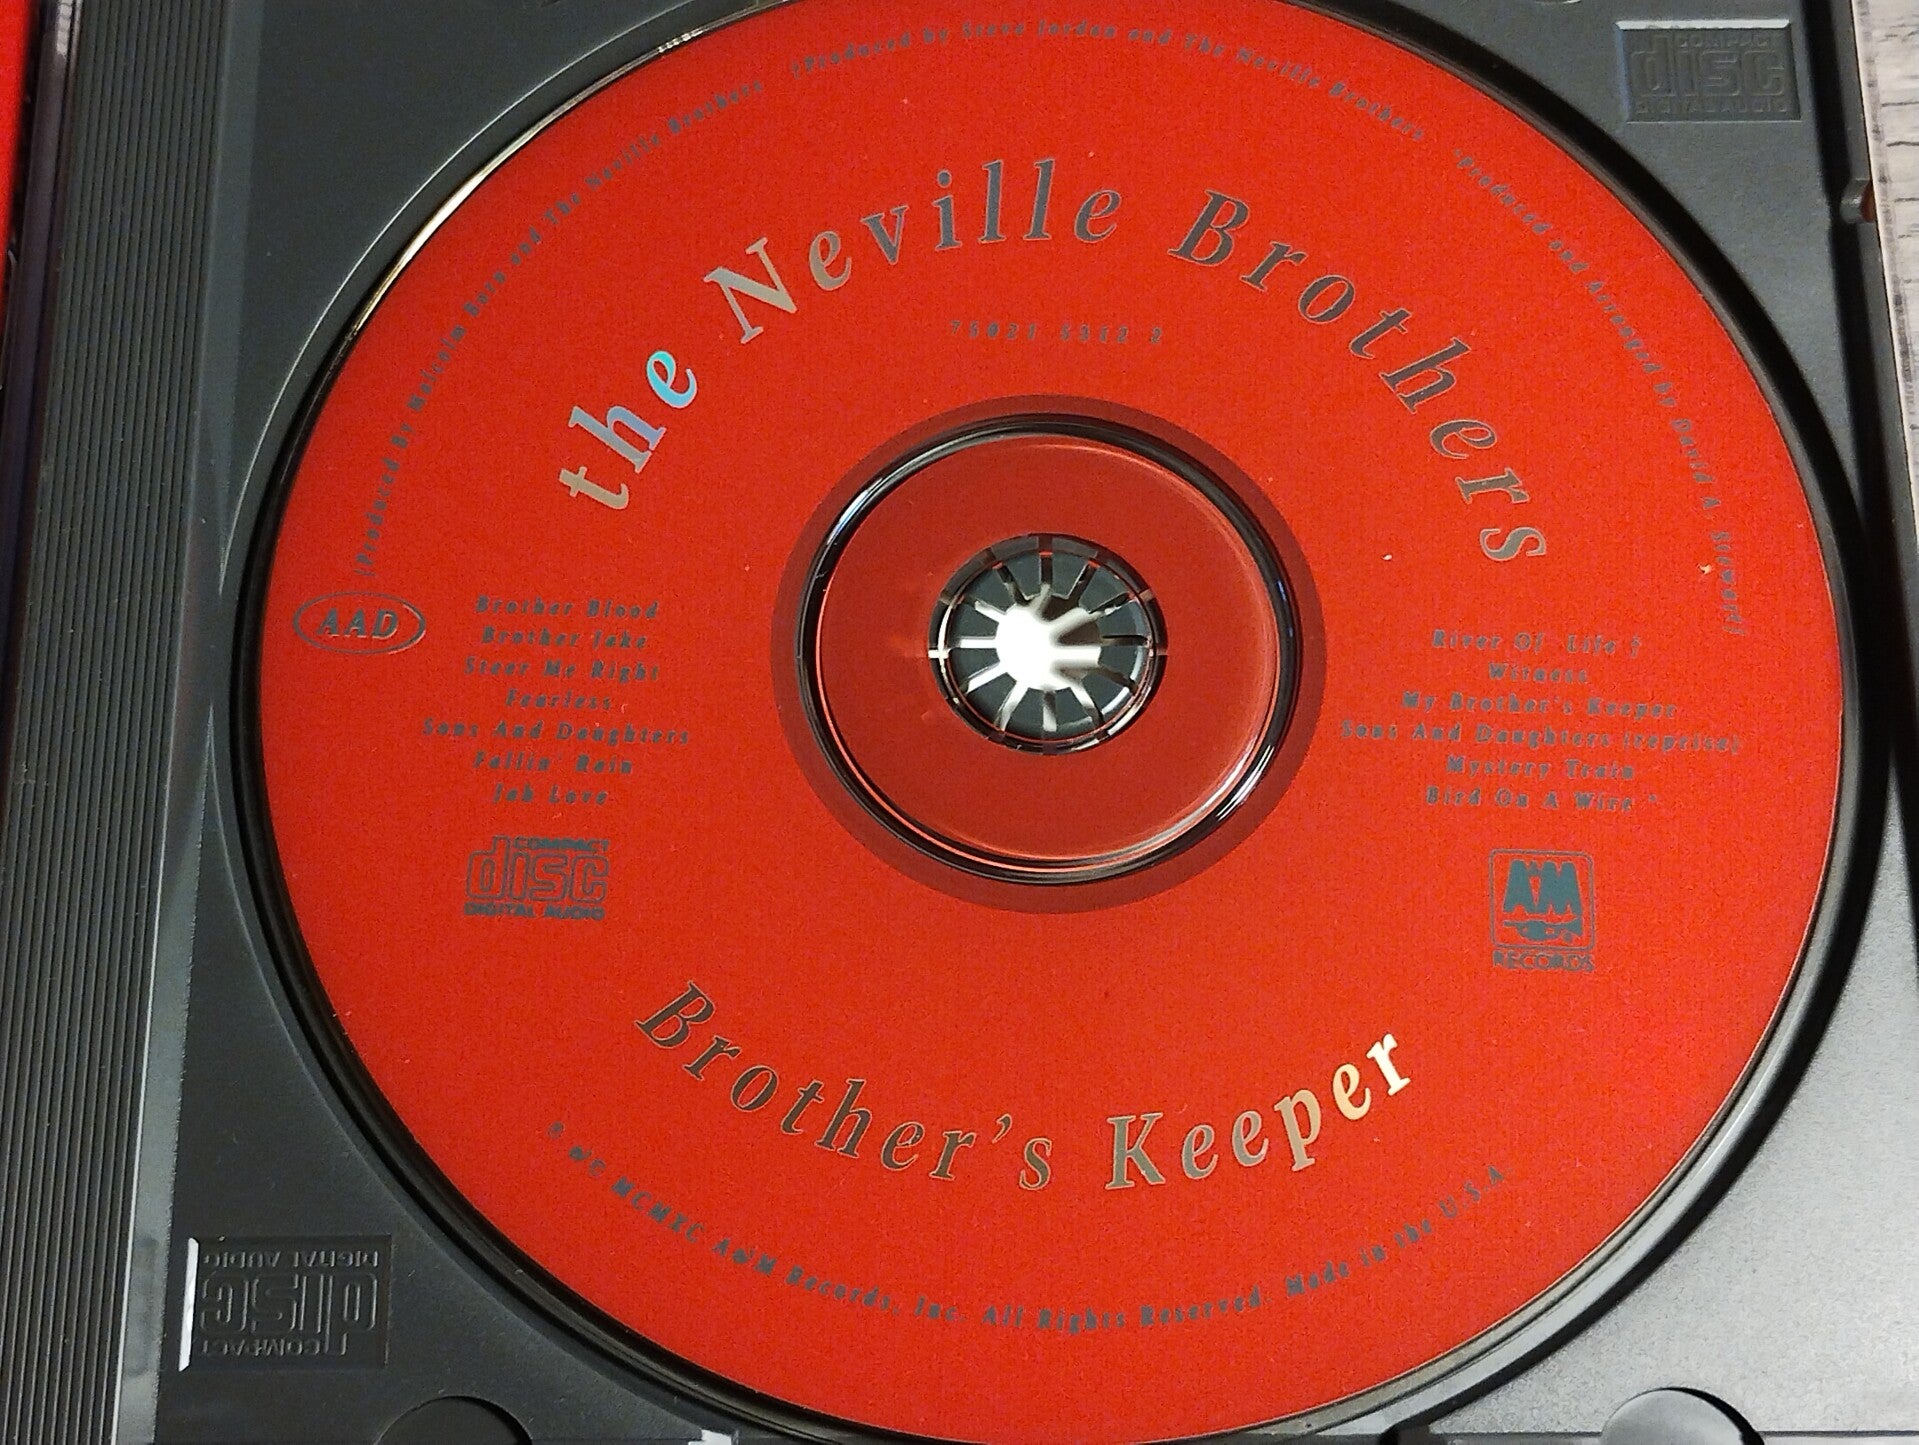 [Produced By Malcolm Burn and The Neville Brothers †Produced by Steve Jordan and The Neville Brothers *Produced and Arranged by David A. Stewart]
the Neville Brothers
75021 5312 2
AAD
Brother Blood
Brother Jake
Steer Me Right
Fearless
Sons And Daughters
Fallin' Rain
Jah Love
River Of Life †
Witness
My Brother's Keeper
Sons And Daughters (reprise)
Mystery Train
Bird On A Wire *
COMPACT
disc
DIGITAL AUDIO
A&M
RECORDS
Brother's Keeper
MCMXC A&M Records, Inc. All Rights Reserved. Made in the U.S.A.
COMPACT
disc
DIGITAL AUDIO
COMPACT
disc
DIGITAL AUDIO